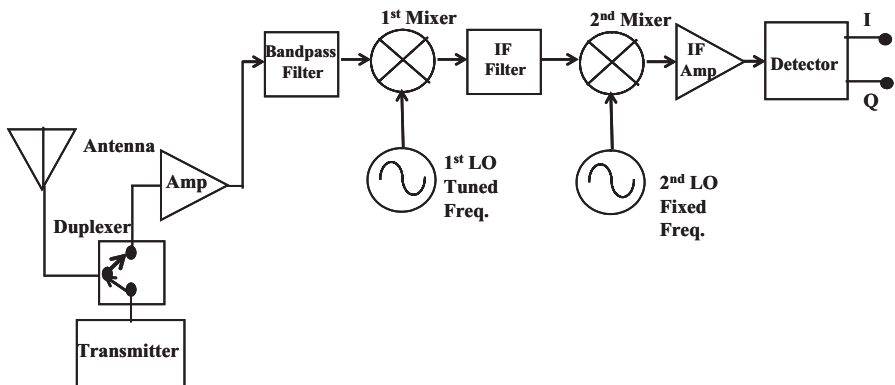 1st Mixer
2nd Mixer
I
Bandpass
Filter
IF
Filter
IF
Amp
Detector
Q
Antenna
Amp
1st LO
Tuned
Freq.
2nd LO
Fixed
Freq.
Duplexer
Transmitter